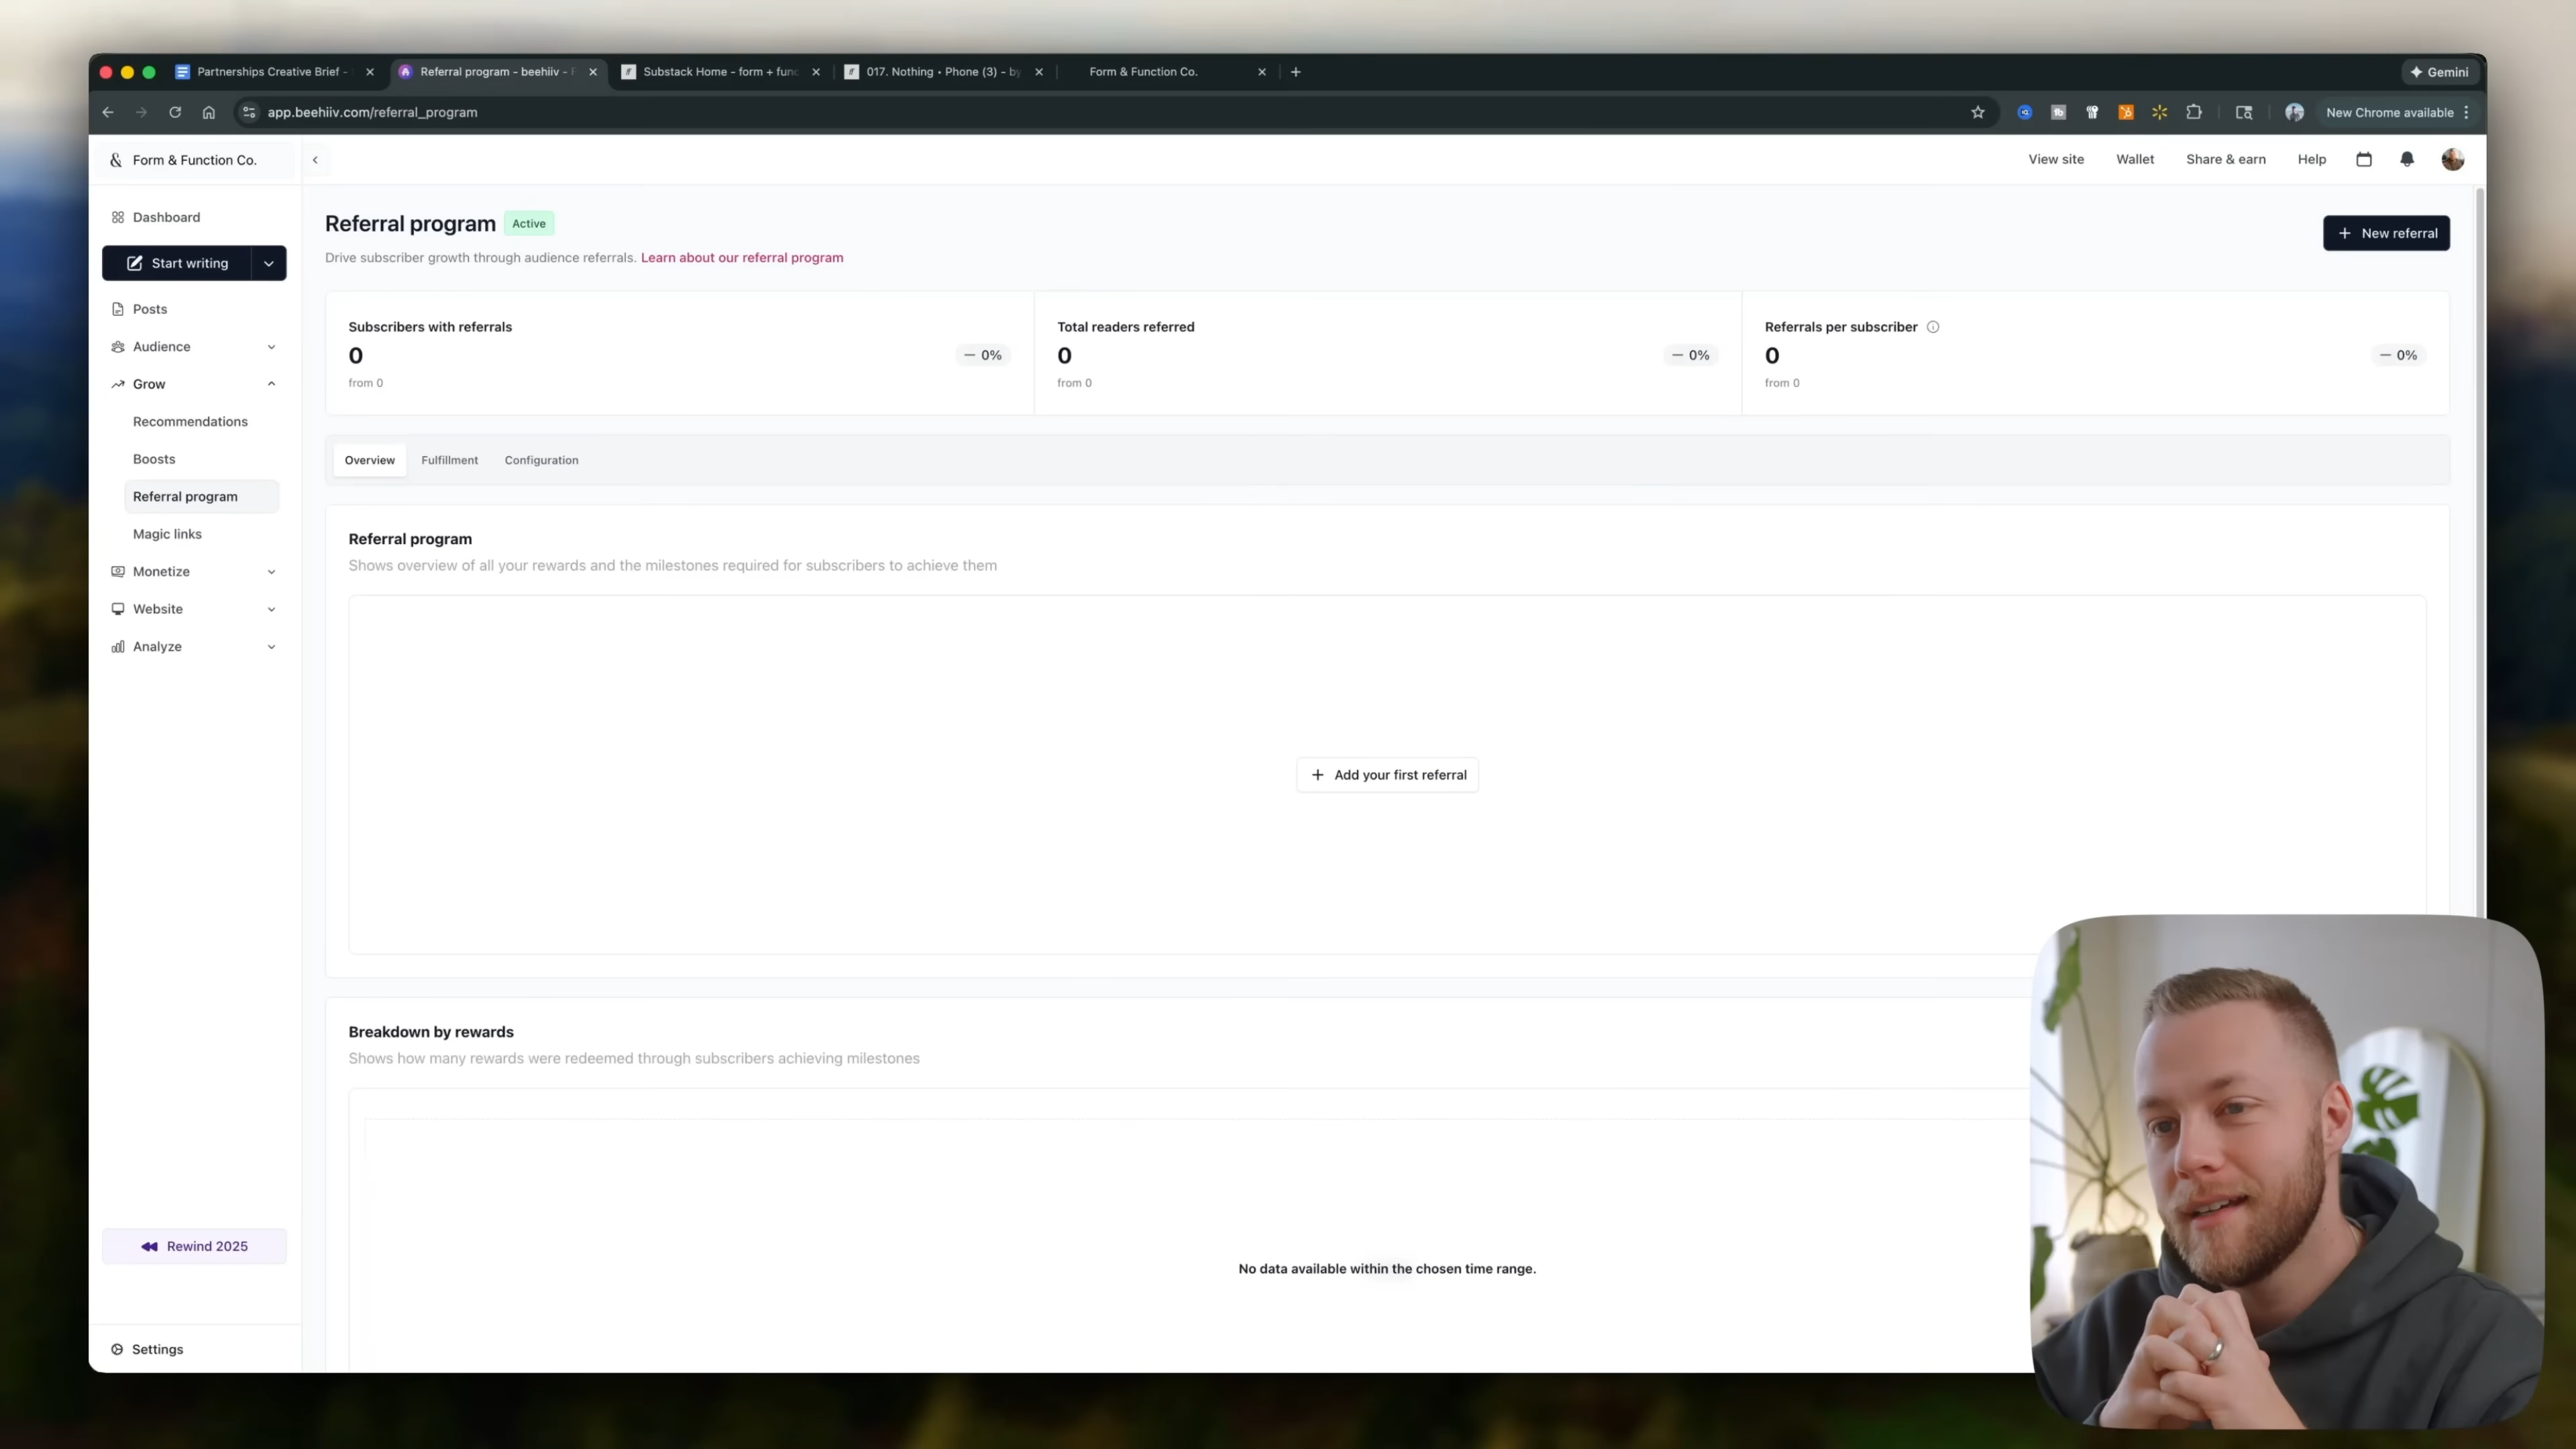 Partnerships Creative Brief -
Referral program - beehiiv -
Substack Home - form + func
017. Nothing • Phone (3) - by
Form & Function Co.
Gemini
app.beehiiv.com/referral_program
New Chrome available
Form & Function Co.
View site
Wallet
Share & earn
Help
Dashboard
Start writing
Posts
Audience
Grow
Recommendations
Boosts
Referral program
Magic links
Monetize
Website
Analyze
Rewind 2025
Settings
Referral program
Active
New referral
Drive subscriber growth through audience referrals. Learn about our referral program
Subscribers with referrals
0
— 0%
from 0
Total readers referred
0
— 0%
from 0
Referrals per subscriber
0
— 0%
from 0
Overview
Fulfillment
Configuration
Referral program
Shows overview of all your rewards and the milestones required for subscribers to achieve them
+ Add your first referral
Breakdown by rewards
Shows how many rewards were redeemed through subscribers achieving milestones
No data available within the chosen time range.